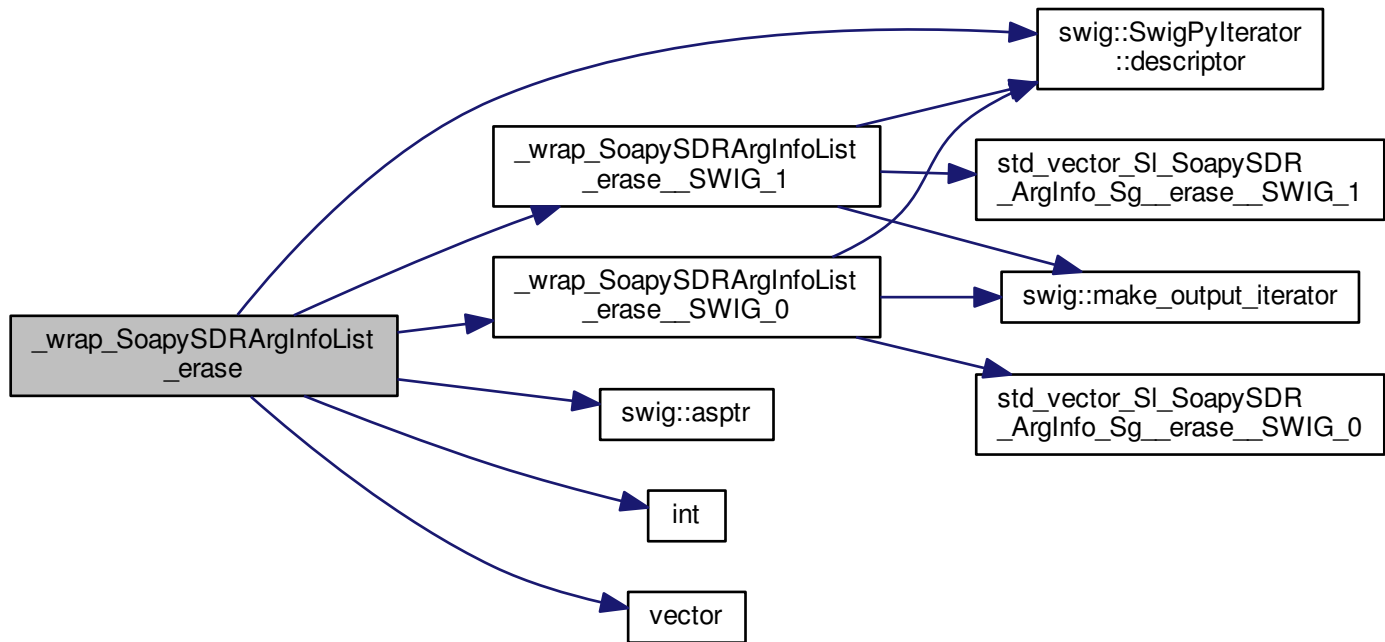 swig::SwigPyIterator
::descriptor
_wrap_SoapySDRArgInfoList
_erase__SWIG_1
std_vector_Sl_SoapySDR
_ArgInfo_Sg__erase__SWIG_1
_wrap_SoapySDRArgInfoList
_erase__SWIG_0
swig::make_output_iterator
_wrap_SoapySDRArgInfoList
_erase
swig::asptr
std_vector_Sl_SoapySDR
_ArgInfo_Sg__erase__SWIG_0
int
vector